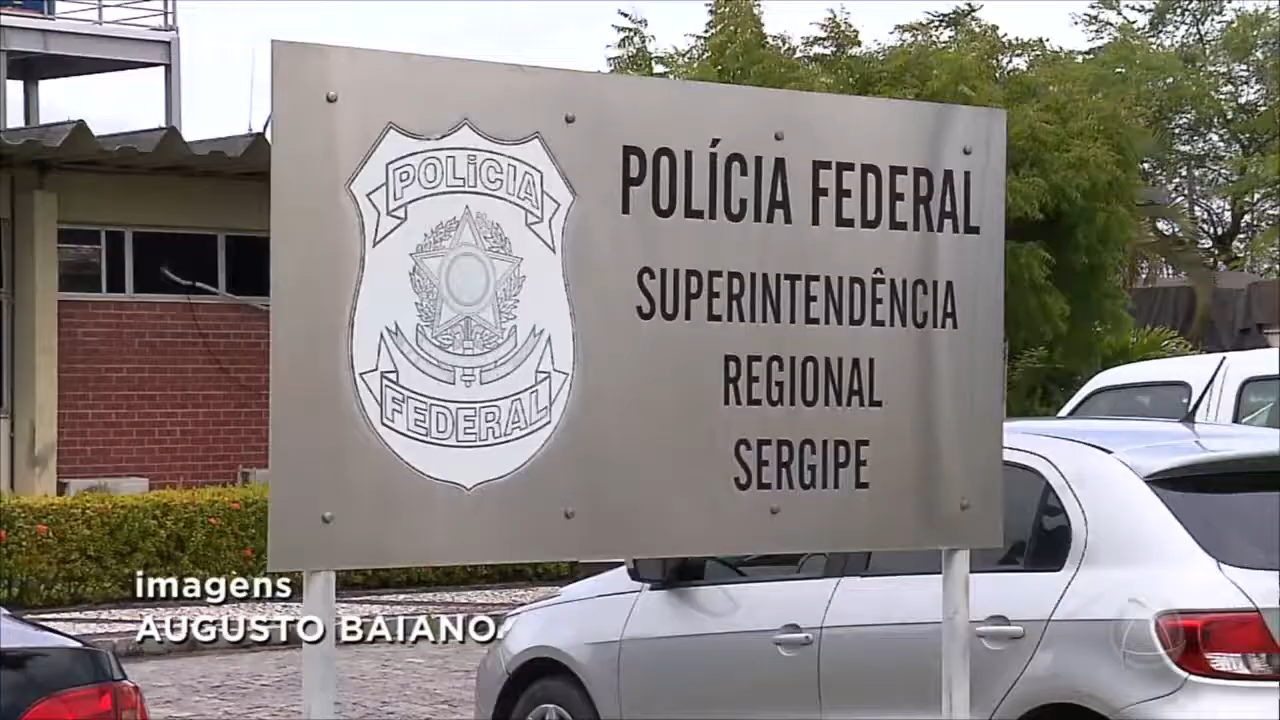 POLÍCIA
FEDERAL
POLÍCIA FEDERAL
SUPERINTENDÊNCIA
REGIONAL
SERGIPE
imagens
AUGUSTO BAIANO